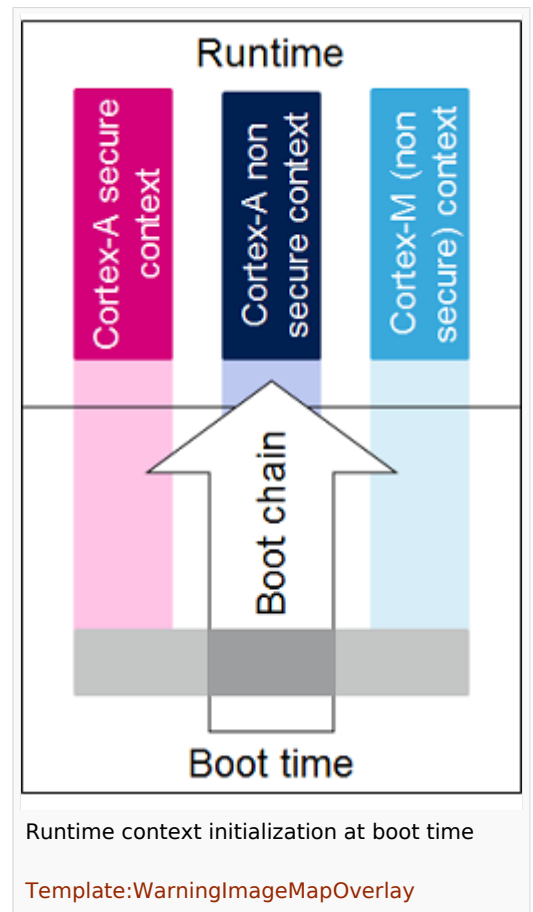 Runtime
Cortex-A secure
context
Cortex-A non
secure context
Cortex-M (non
secure) context
Boot chain
Boot time
Runtime context initialization at boot time
Template:WarningImageMapOverlay